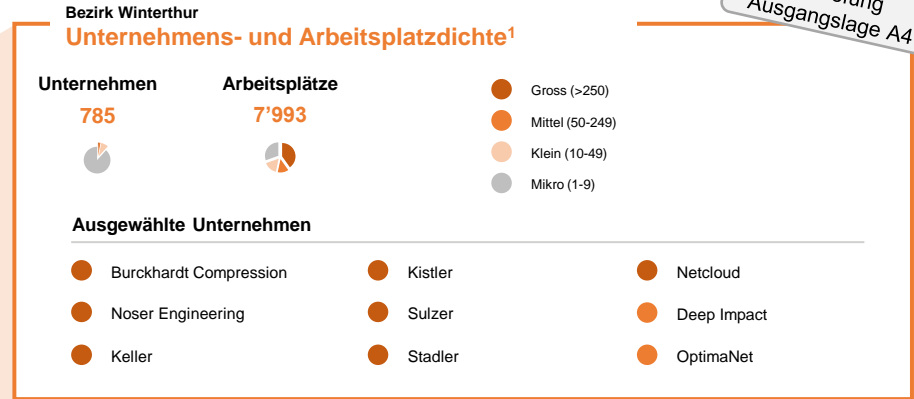 Bezirk Winterthur
Unternehmens- und Arbeitsplatzdichte¹
Ausgangslage A4
Unternehmen
Arbeitsplätze
785
7’993
Gross (>250)
Mittel (50-249)
Klein (10-49)
Mikro (1-9)
Ausgewählte Unternehmen
Burckhardt Compression
Kistler
Netcloud
Noser Engineering
Sulzer
Deep Impact
Keller
Stadler
OptimaNet